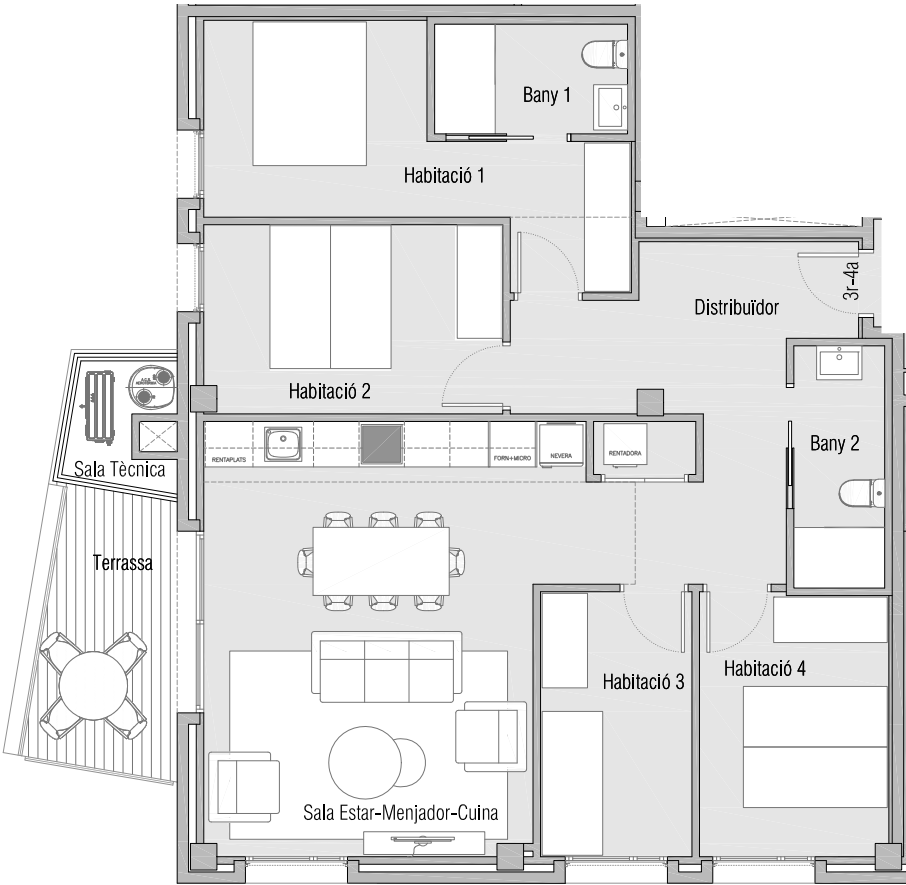 Bany 1
Habitació 1
3r-4a
Distribuïdor
Habitació 2
Bany 2
RENTAPLATS
FORN+MICRO
NEVERA
RENTADORA
Sala Tècnica
Terrassa
Habitació 3
Habitació 4
Sala Estar-Menjador-Cuina